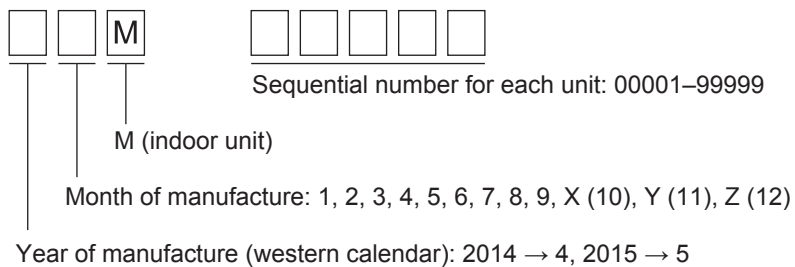 M
Sequential number for each unit: 00001–99999
M (indoor unit)
Month of manufacture: 1, 2, 3, 4, 5, 6, 7, 8, 9, X (10), Y (11), Z (12)
Year of manufacture (western calendar): 2014 → 4, 2015 → 5